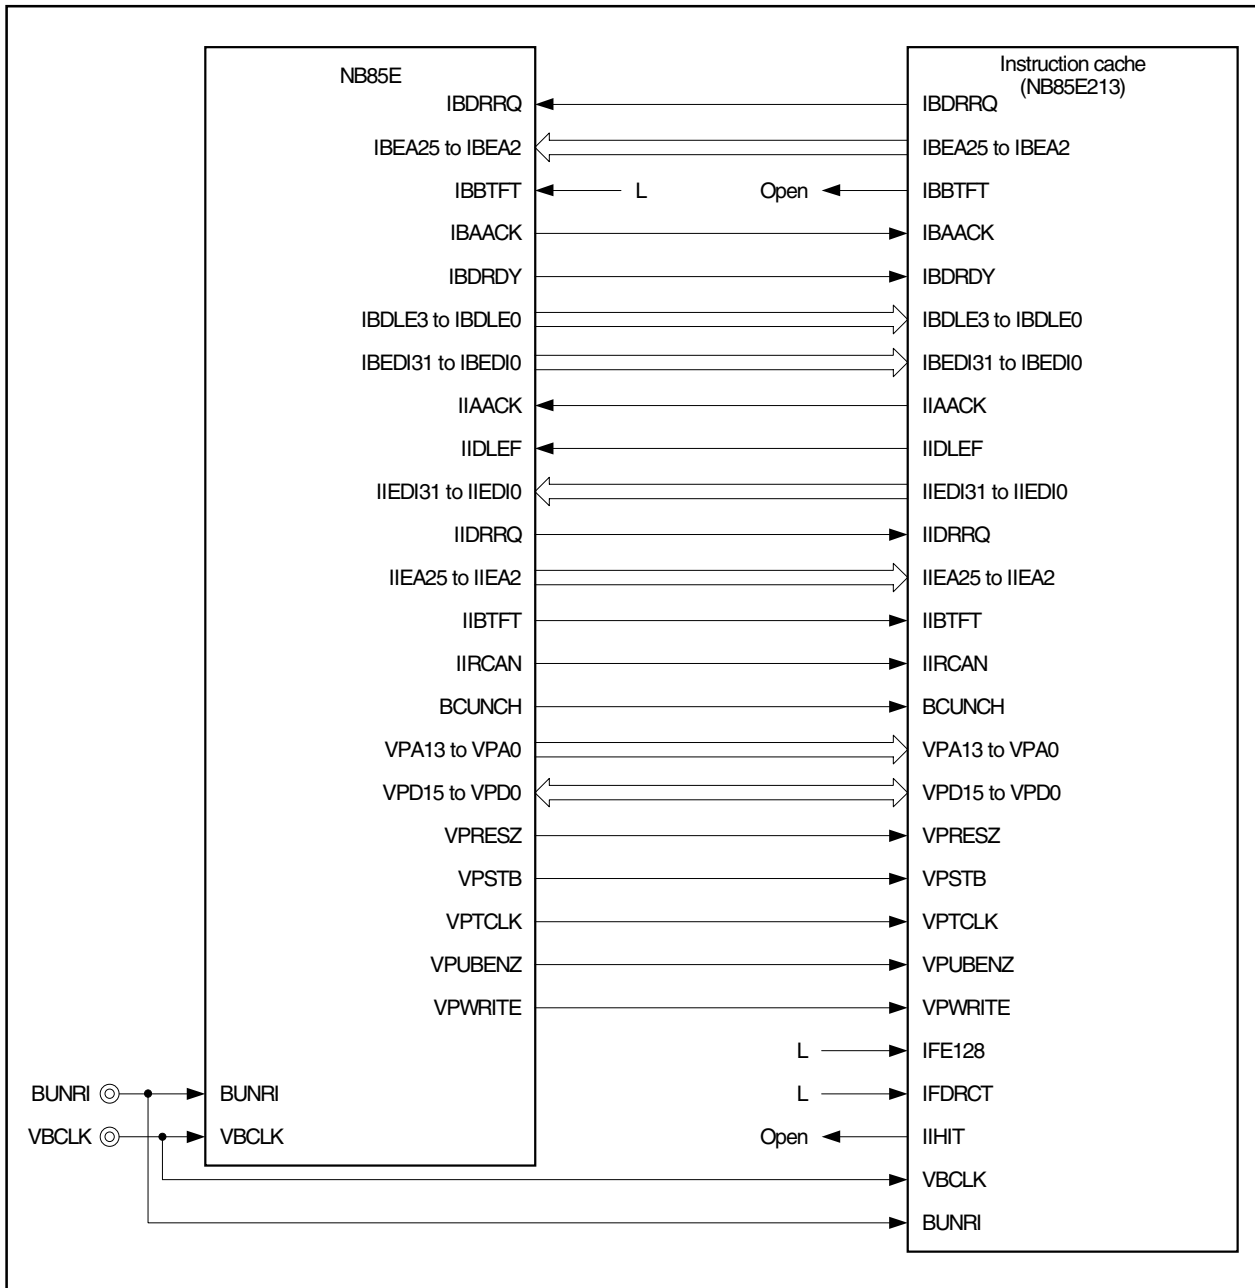 NB85E
Instruction cache
(NB85E213)
IBDRRQ IBDRRQ
IBEA25 to IBEA2 IBEA25 to IBEA2
IBBTFT L Open IBBTFT
IBAACK IBAACK
IBDRDY IBDRDY
IBDLE3 to IBDLE0 IBDLE3 to IBDLE0
IBEDI31 to IBEDI0 IBEDI31 to IBEDI0
IIAACK IIAACK
IIDLEF IIDLEF
IIEDI31 to IIEDI0 IIEDI31 to IIEDI0
IIDRRQ IIDRRQ
IIEA25 to IIEA2 IIEA25 to IIEA2
IIBTFT IIBTFT
IIRCAN IIRCAN
BCUNCH BCUNCH
VPA13 to VPA0 VPA13 to VPA0
VPD15 to VPD0 VPD15 to VPD0
VPRESZ VPRESZ
VPSTB VPSTB
VPTCLK VPTCLK
VPUBENZ VPUBENZ
VPWRITE VPWRITE
L IFE128
BUNRI BUNRI L IFDRCT
VBCLK VBCLK Open IIHIT
VBCLK
BUNRI